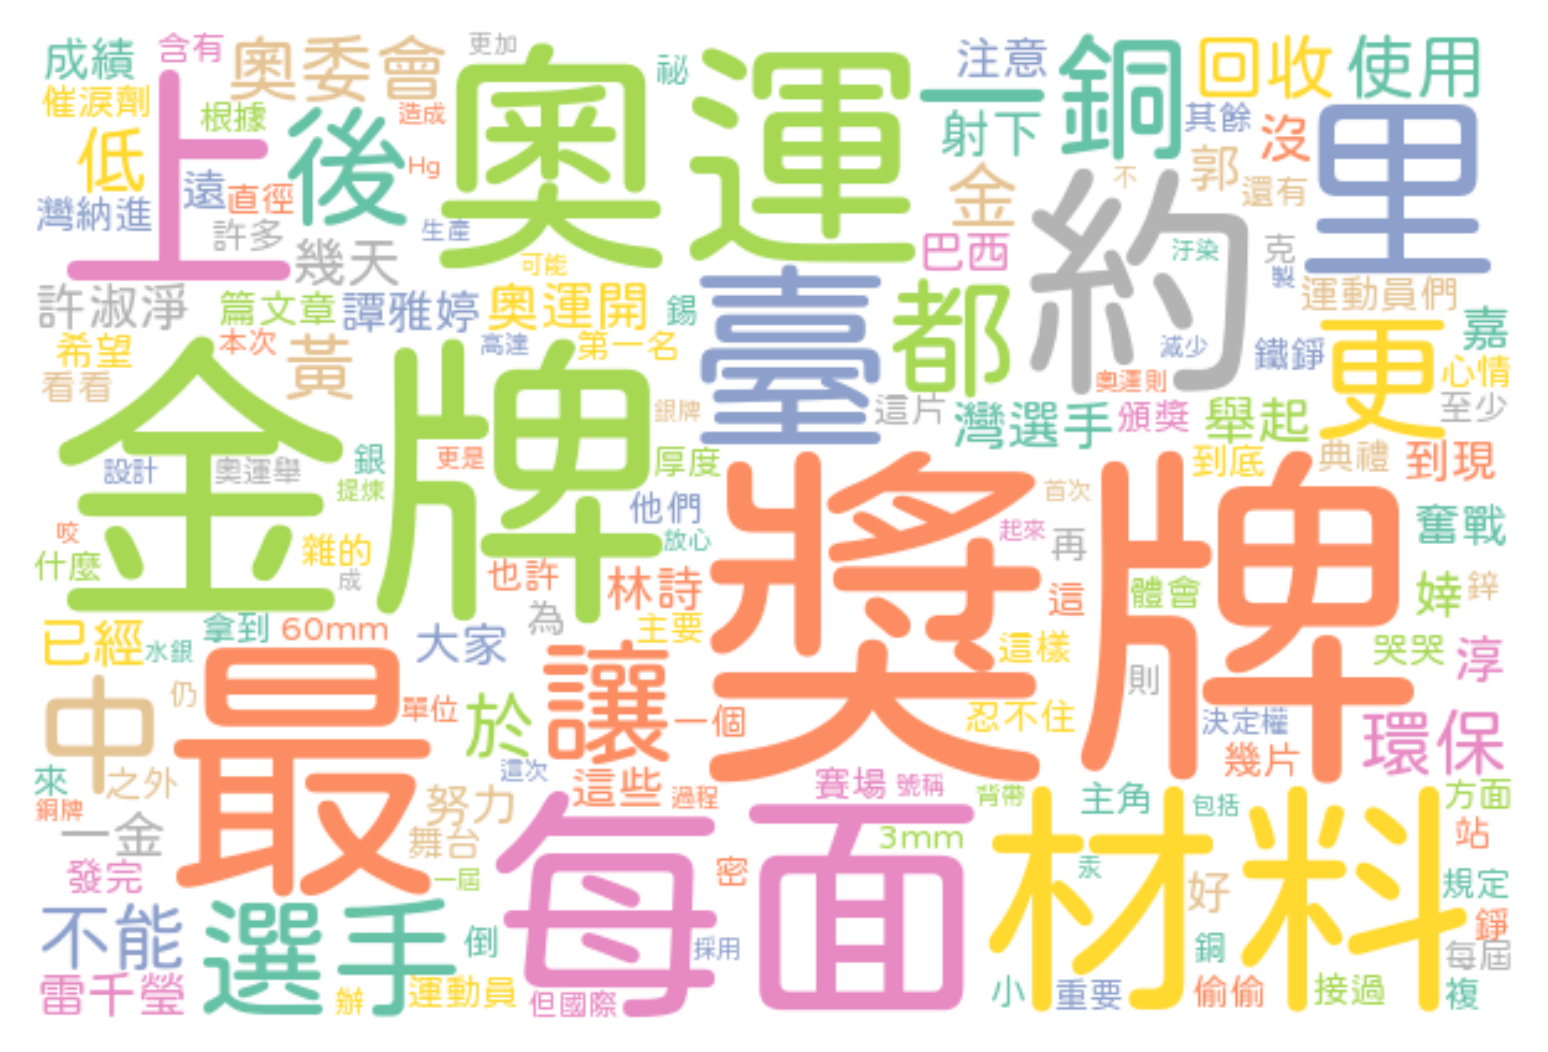 成績 含有 奧委會 更加 奧運 祕 注意 一銅 回收 使用
催淚劑 上 根據 後 造成 射下 其餘 沒 里
低 遠 直徑 Hg 金 約 不 郭 還有
灣納進 許多 幾天 生產 可能 巴西 汙染 克 製
許淑淨 篇文章 譚雅婷 奧運開 錫 臺 都 運動員們
希望 本次 黃 高達 第一名 減少 鐵錚 更 嘉 心情
看看 金牌 銀牌 這片 灣選手 奧運則 頒獎 舉起 至少
設計 奧運舉 銀 更是 厚度 獎牌 到底 典禮 到現
提煉 他們 首次 奮戰
咬 雜的 放心 起來 再
什麼 成 也許 林詩 這 體會 婞 鋅
已經 水銀 拿到 60mm 大家 為 主要 這樣 哭哭 淳
中 仍 最 單位 於 讓 一個 則 忍不住 決定權 環保
來 之外 這次 這些 過程 賽場 號稱 背帶 幾片
銅牌 一金 努力 每面 材料 主角 包括 方面
舞台 3mm 站
發完 一屆 密 汞 好 規定
不能 選手 倒 採用 銅 錚 每屆
雷千瑩 辦 運動員 但國際 小 重要 偷偷 接過 複